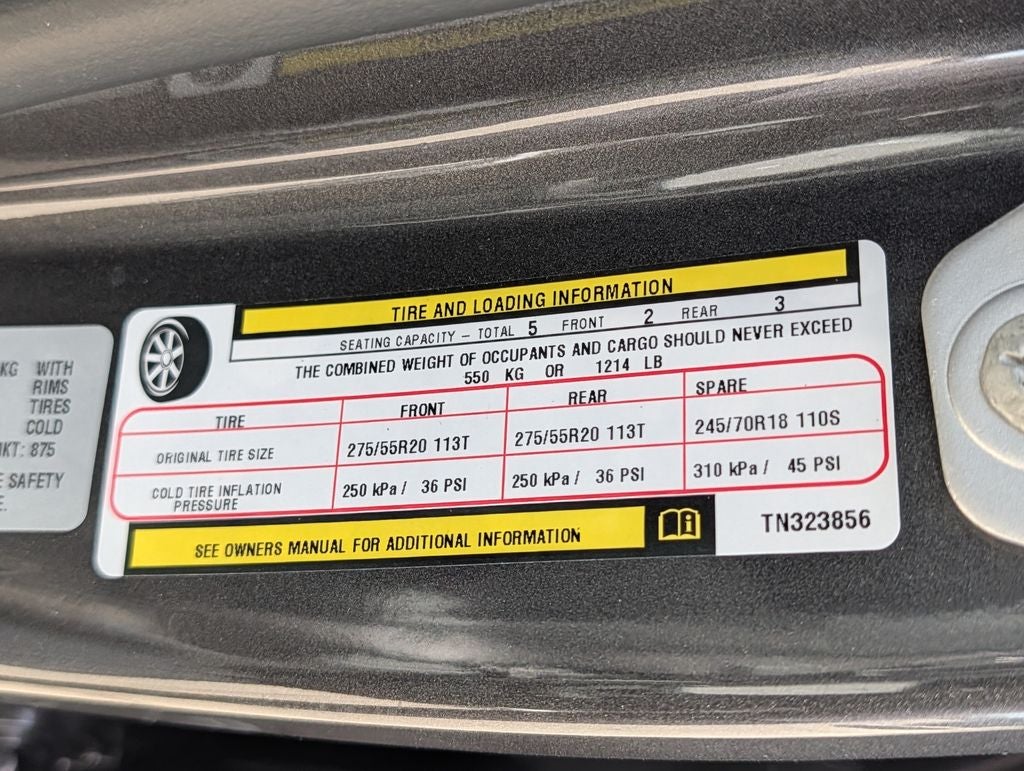 KG WITH
RIMS
TIRES
COLD
KT: 875
SAFETY
TIRE AND LOADING INFORMATION
SEATING CAPACITY – TOTAL 5 FRONT 2 REAR 3
THE COMBINED WEIGHT OF OCCUPANTS AND CARGO SHOULD NEVER EXCEED
550 KG OR 1214 LB
TIRE FRONT REAR SPARE
ORIGINAL TIRE SIZE 275/55R20 113T 275/55R20 113T 245/70R18 110S
COLD TIRE INFLATION PRESSURE 250 kPa / 36 PSI 250 kPa / 36 PSI 310 kPa / 45 PSI
SEE OWNERS MANUAL FOR ADDITIONAL INFORMATION
TN323856